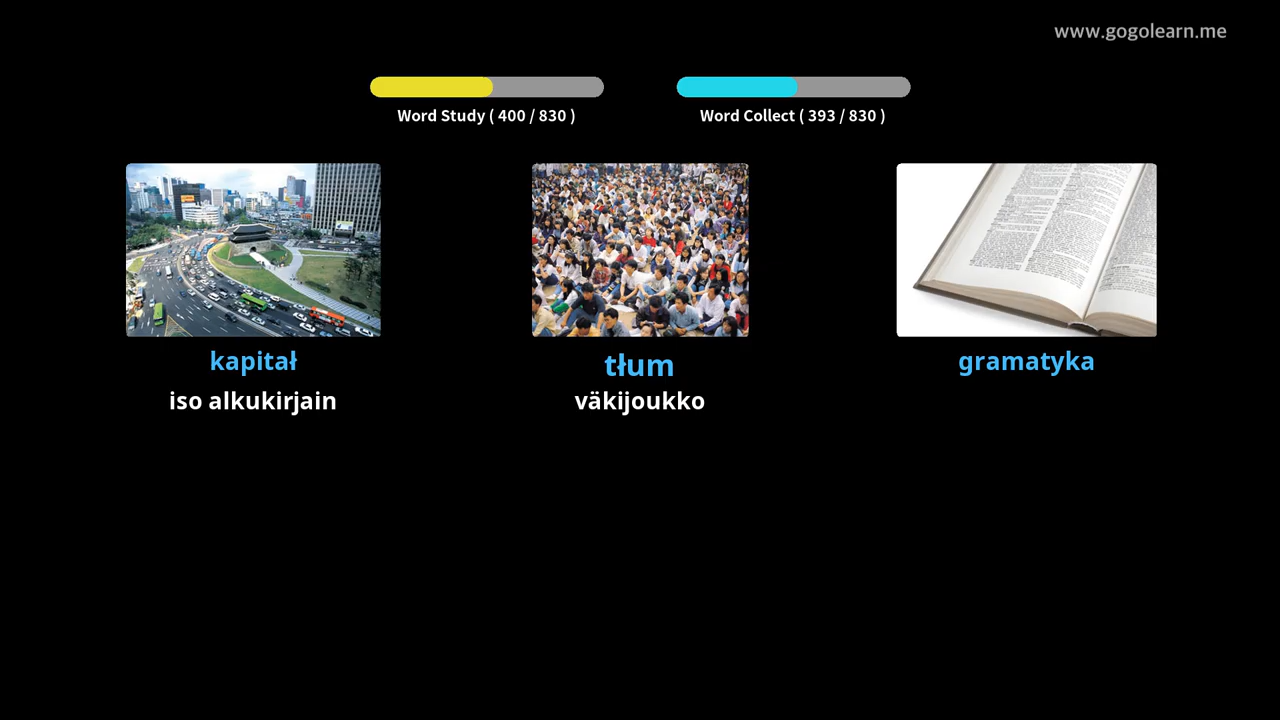 www.gogolearn.me
Word Study ( 400 / 830 )
Word Collect ( 393 / 830 )
kapitał
tłum
gramatyka
iso alkukirjain
väkijoukko